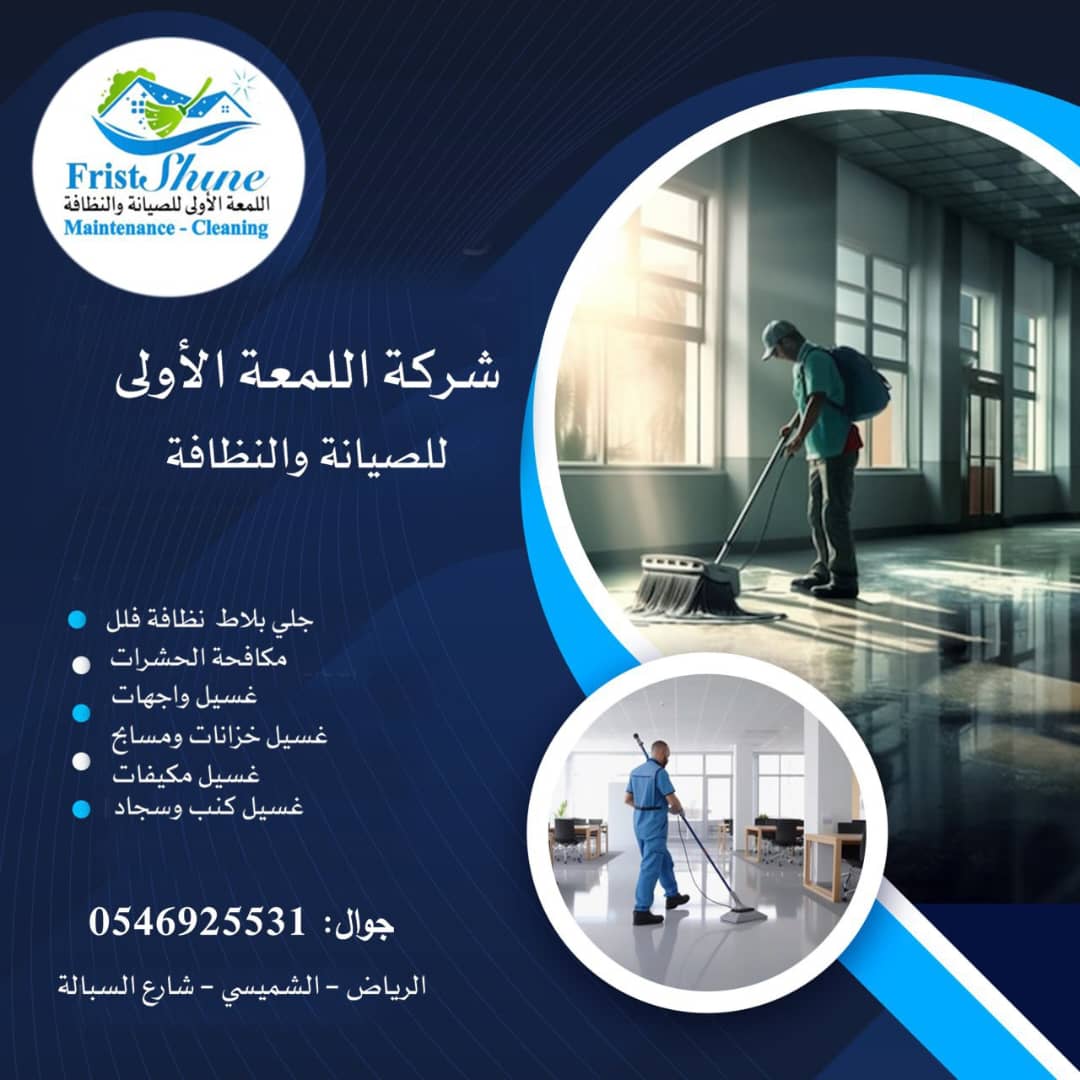 Frist Shine
اللمعة الأولى للصيانة والنظافة
Maintenance - Cleaning
شركة اللمعة الأولى
للصيانة والنظافة
جلي بلاط نظافة فلل
مكافحة الحشرات
غسيل واجهات
غسيل خزانات ومسابح
غسيل مكيفات
غسيل كنب وسجاد
جوال: 0546925531
الرياض - الشميسي - شارع السبالة